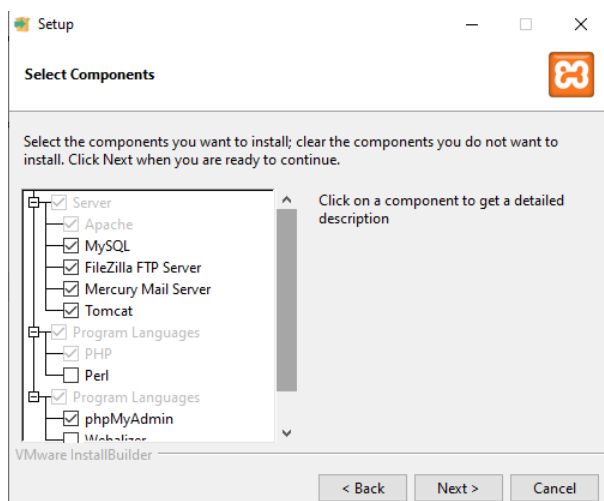 Setup
Select Components
Select the components you want to install; clear the components you do not want to
install. Click Next when you are ready to continue.
Server
Apache
MySQL
FileZilla FTP Server
Mercury Mail Server
Tomcat
Program Languages
PHP
Perl
Program Languages
phpMyAdmin
Webalizer
Click on a component to get a detailed
description
VMware InstallBuilder
< Back
Next >
Cancel